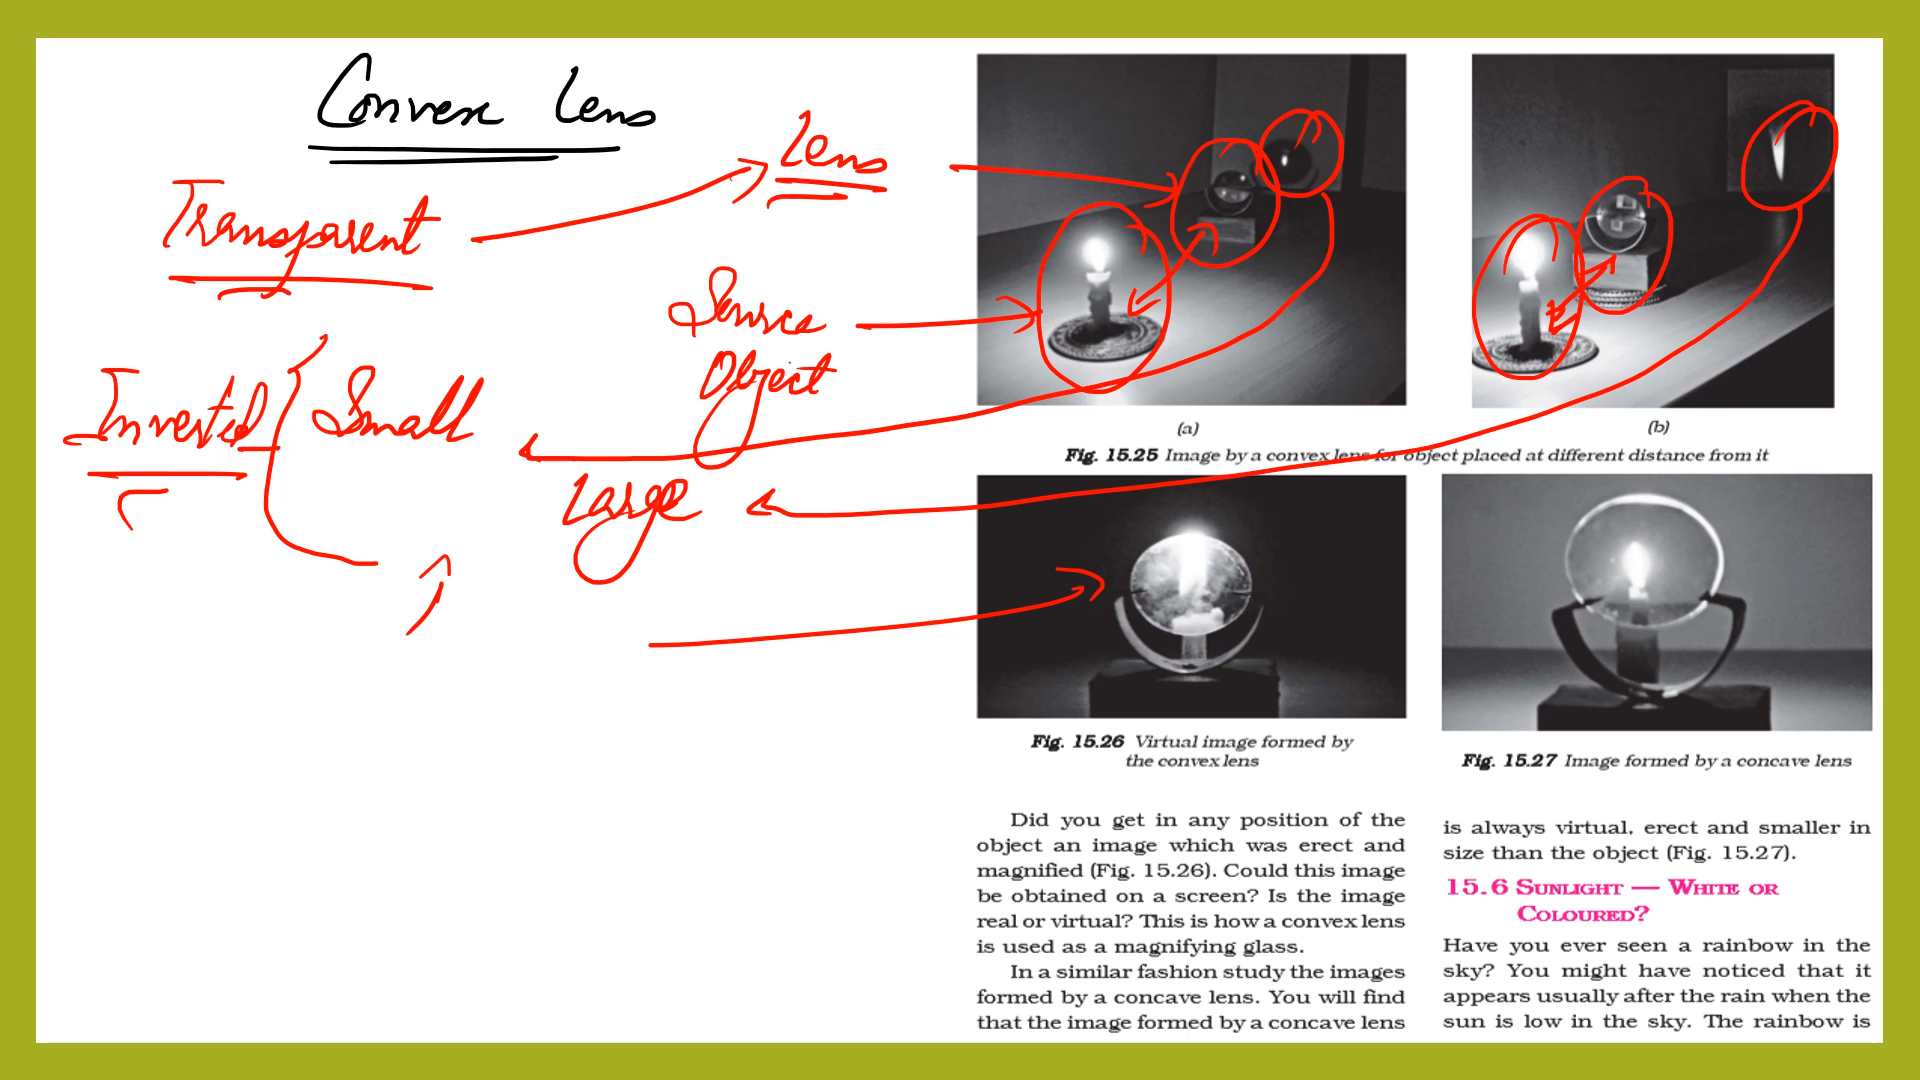 Convex Lens
Transparent
Lens
Source
Object
Inverted
Small
Large
(a)
(b)
Fig. 15.25 Image by a convex lens for object placed at different distance from it
Fig. 15.26 Virtual image formed by
the convex lens
Fig. 15.27 Image formed by a concave lens
Did you get in any position of the
object an image which was erect and
magnified (Fig. 15.26). Could this image
be obtained on a screen? Is the image
real or virtual? This is how a convex lens
is used as a magnifying glass.
In a similar fashion study the images
formed by a concave lens. You will find
that the image formed by a concave lens
is always virtual, erect and smaller in
size than the object (Fig. 15.27).
15.6 SUNLIGHT — WHITE OR
COLOURED?
Have you ever seen a rainbow in the
sky? You might have noticed that it
appears usually after the rain when the
sun is low in the sky. The rainbow is